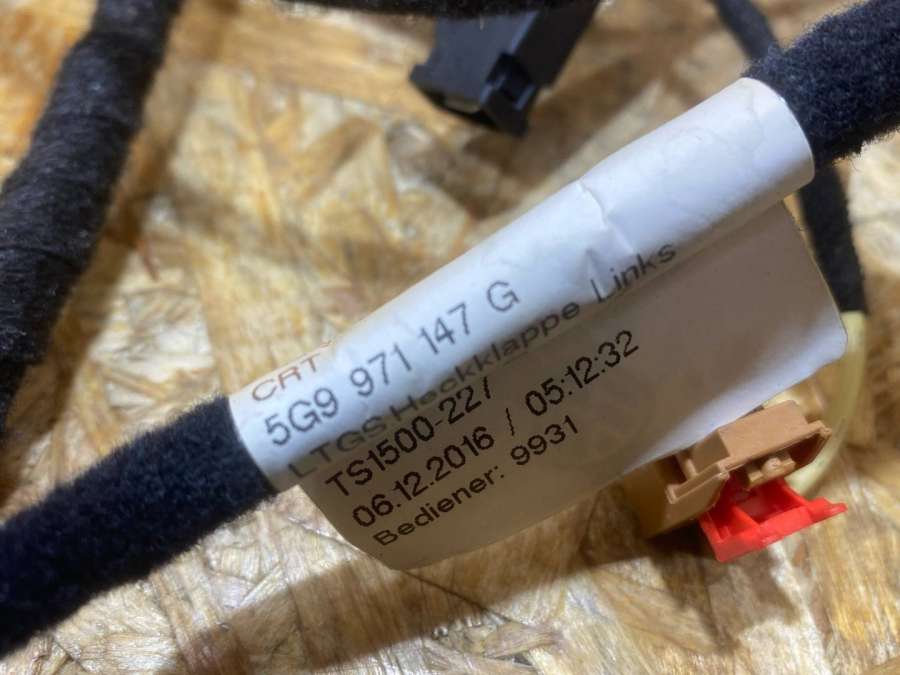 CRT
5G9 971 147 G
LTGS Heckklappe Links
TS1500-227
06.12.2016 / 05:12:32
Bediener: 9931